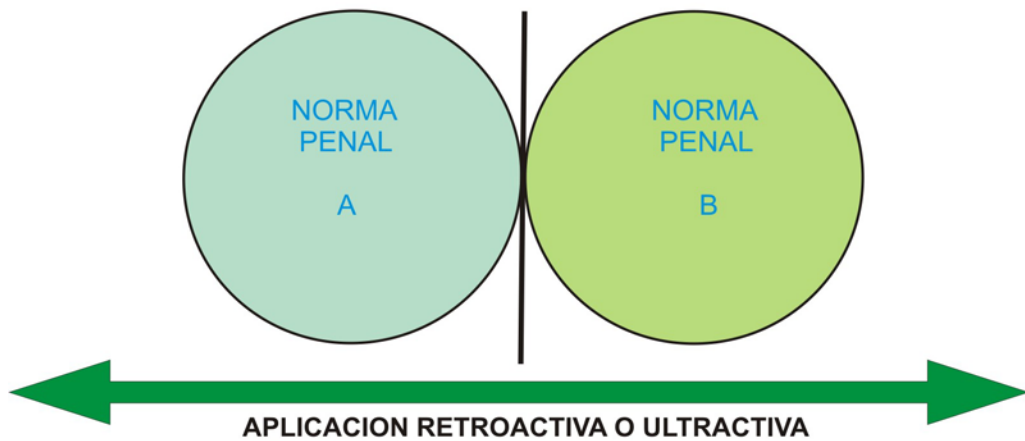 NORMA
PENAL
A
NORMA
PENAL
B
APLICACION RETROACTIVA O ULTRACTIVA